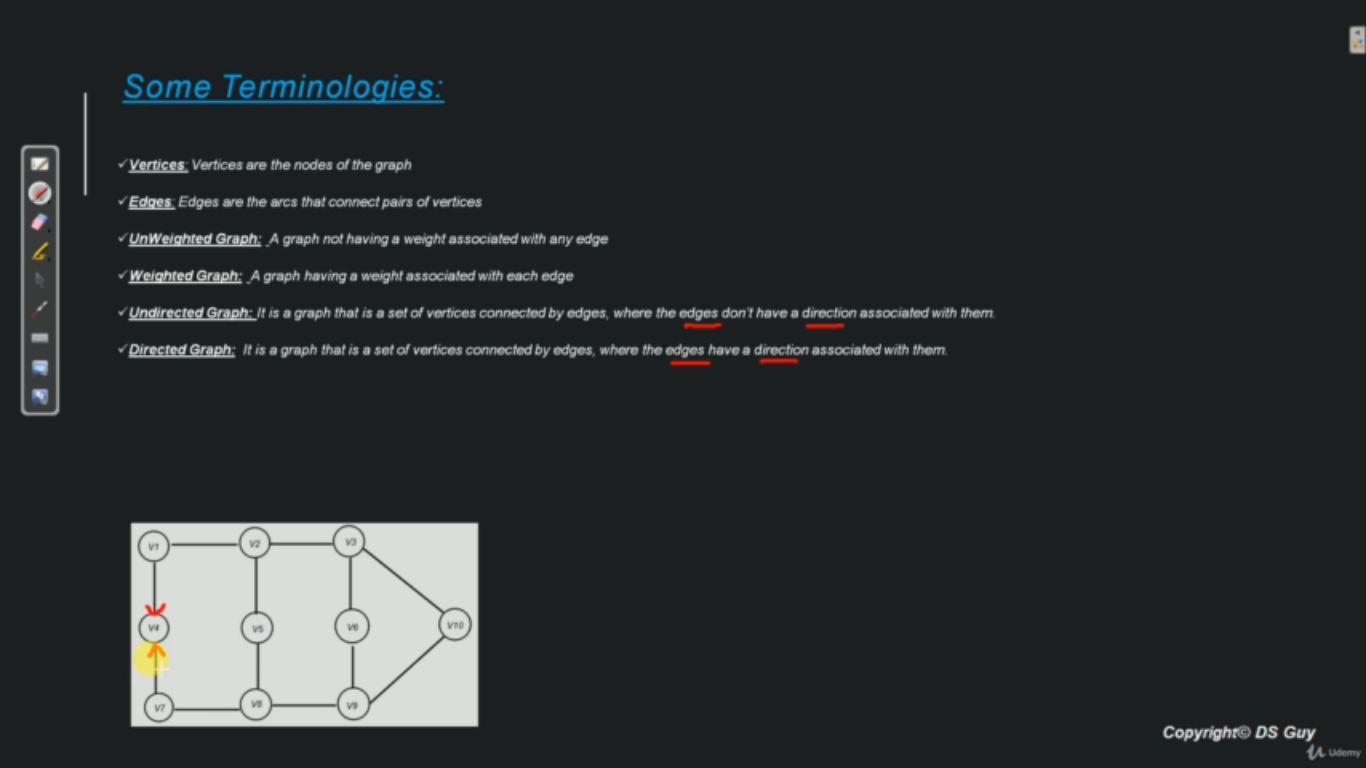 Some Terminologies:
✓Vertices: Vertices are the nodes of the graph
✓Edges: Edges are the arcs that connect pairs of vertices
✓UnWeighted Graph: A graph not having a weight associated with any edge
✓Weighted Graph: A graph having a weight associated with each edge
✓Undirected Graph: It is a graph that is a set of vertices connected by edges, where the edges don't have a direction associated with them.
✓Directed Graph: It is a graph that is a set of vertices connected by edges, where the edges have a direction associated with them.
V1 V2 V3
V4 V5 V6 V10
V7 V8 V9
Copyright© DS Guy
Udemy